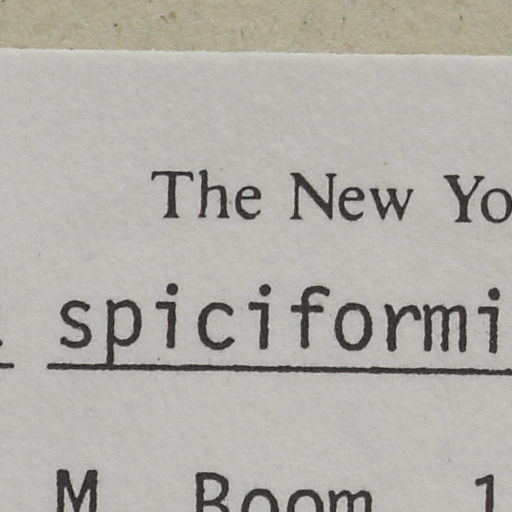 The New Yo
spiciformi
M Boom 1